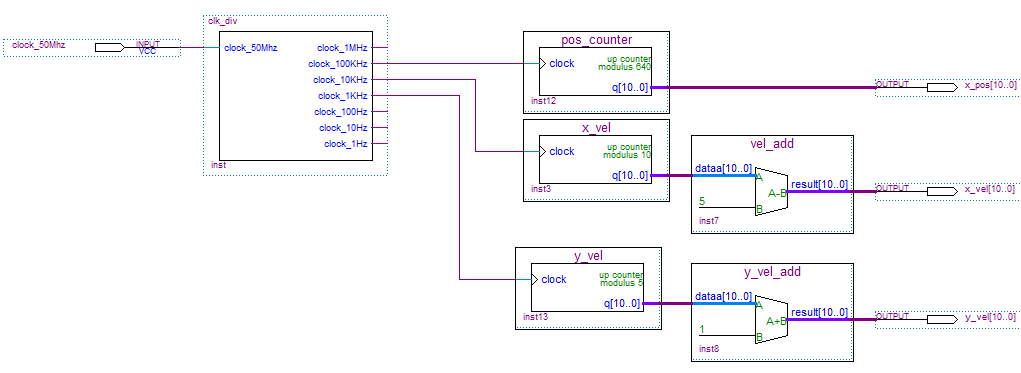 clk_div
clock_50Mhz
INPUT
VCC
clock_50Mhz
clock_1MHz
clock_100KHz
clock_10KHz
clock_1KHz
clock_100Hz
clock_10Hz
clock_1Hz
inst
pos_counter
up counter
modulus 640
clock
q[10..0]
inst12
OUTPUT
x_pos[10..0]
x_vel
up counter
modulus 10
clock
q[10..0]
inst3
vel_add
dataa[10..0]
A
A-B
result[10..0]
5
B
inst7
OUTPUT
x_vel[10..0]
y_vel
up counter
modulus 5
clock
q[10..0]
inst13
y_vel_add
dataa[10..0]
A
A+B
result[10..0]
1
B
inst8
OUTPUT
y_vel[10..0]